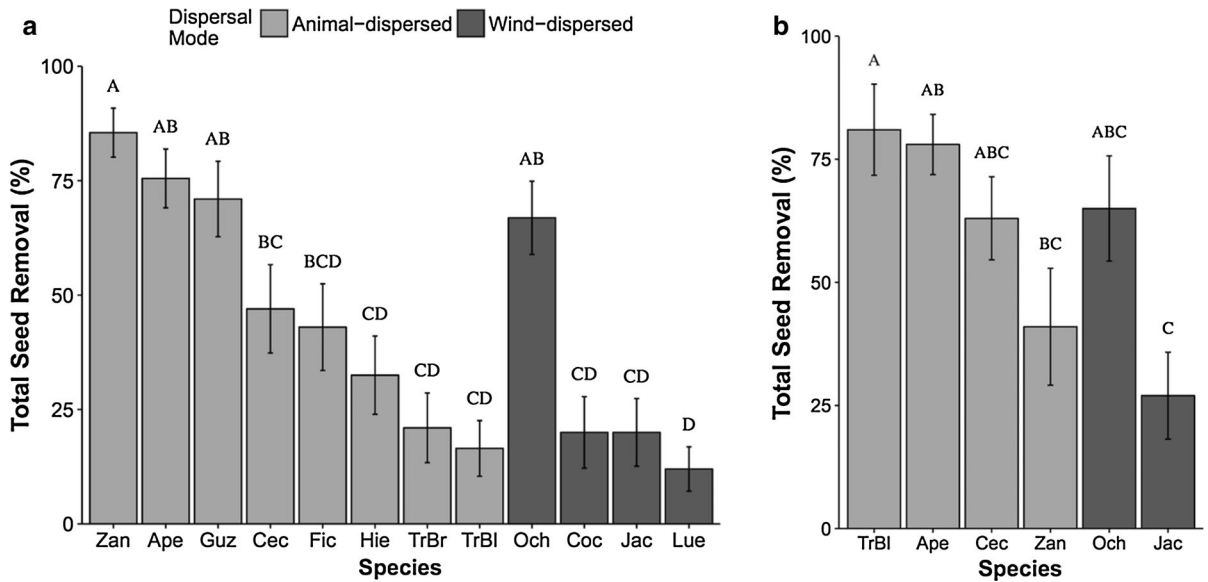 a
Dispersal
Mode
Animal-dispersed
Wind-dispersed
Total Seed Removal (%)
100
75
50
25
0
A
AB
AB
BC
BCD
CD
CD
CD
AB
CD
CD
D
Zan Ape Guz Cec Fic Hie TrBr TrBl Och Coc Jac Lue
Species
b
Total Seed Removal (%)
100
75
50
25
0
A
AB
ABC
BC
ABC
C
TrBl Ape Cec Zan Och Jac
Species